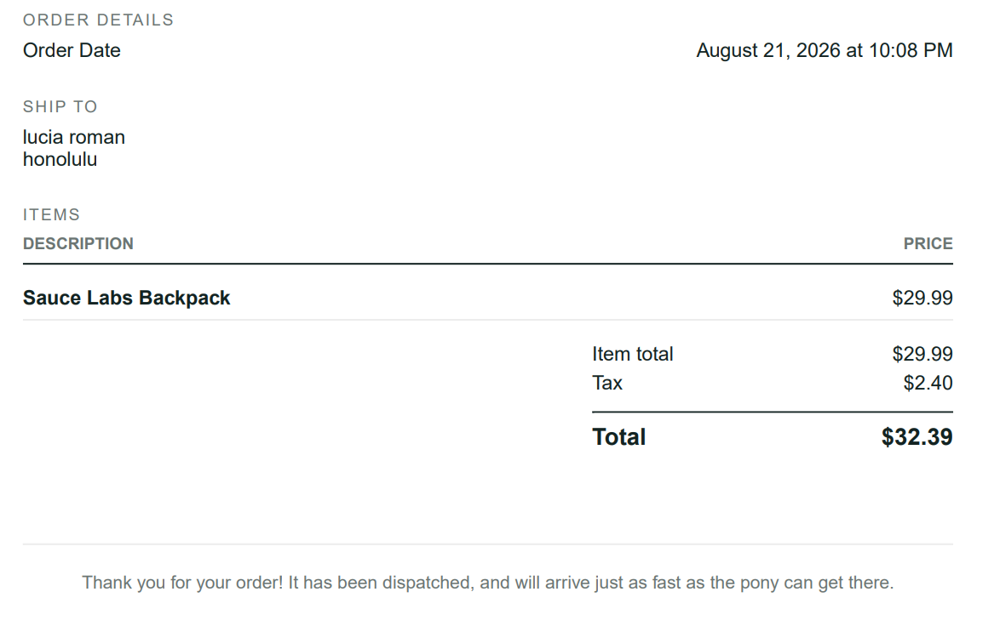 ORDER DETAILS
Order Date August 21, 2026 at 10:08 PM
SHIP TO
lucia roman
honolulu
ITEMS
DESCRIPTION PRICE
Sauce Labs Backpack $29.99
Item total $29.99
Tax $2.40
Total $32.39
Thank you for your order! It has been dispatched, and will arrive just as fast as the pony can get there.